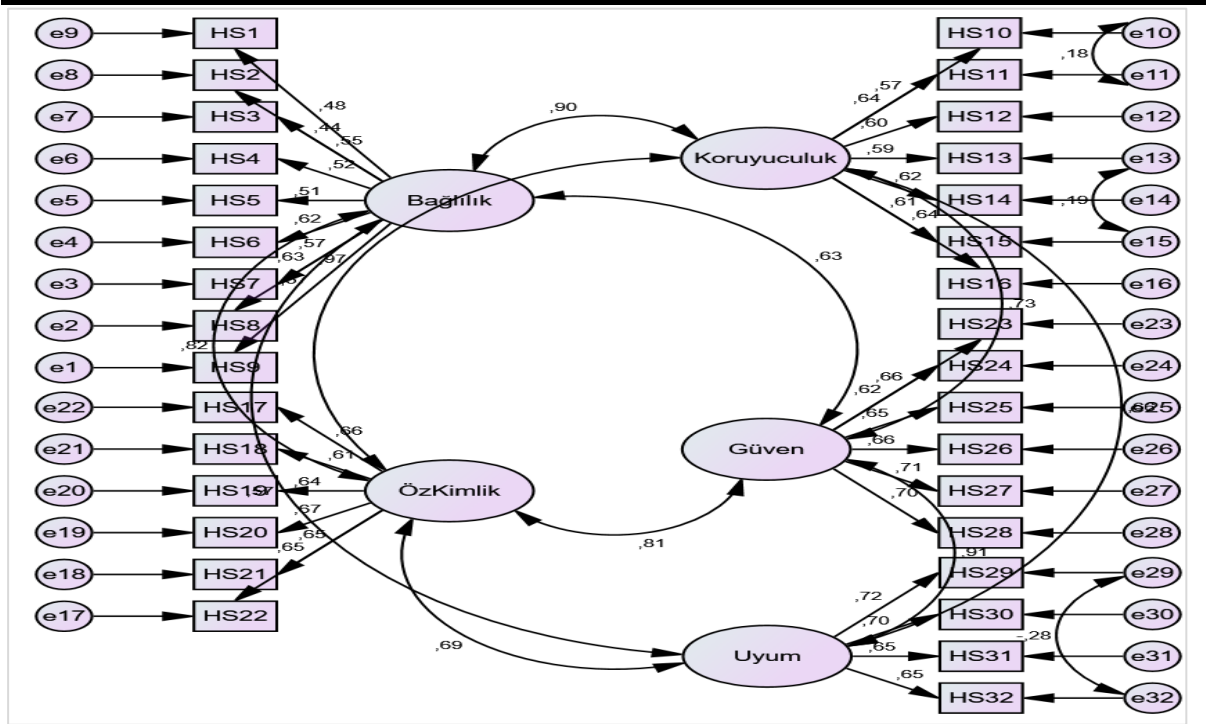 e9 HS1 HS10 e10
,18
e8 HS2 HS11 e11
,48 ,90 ,57
,64
e7 HS3 HS12 e12
,44 ,60
,55
e6 HS4 Koruyuculuk HS13 e13
,52 ,59
,62
e5 HS5 Bağlılık HS14 e14
,51 ,19
,61
,64
e4 HS6 HS15 e15
,62
,57
,63 ,97 ,63
e3 HS7 HS16 e16
,73
e2 HS8 HS23 e23
,82
e1 HS9 HS24 e24
,66
,62
e22 HS17 HS25 e25
,65
,66
e21 HS18 Güven HS26 e26
,61 ,66
,71
e20 HS19 ÖzKimlik HS27 e27
,64 ,70
,67
e19 HS20 HS28 e28
,65
,65 ,81 ,91
e18 HS21 HS29 e29
,72
e17 HS22 HS30 e30
,70
-,28
,69 Uyum ,65 HS31 e31
,65
HS32 e32